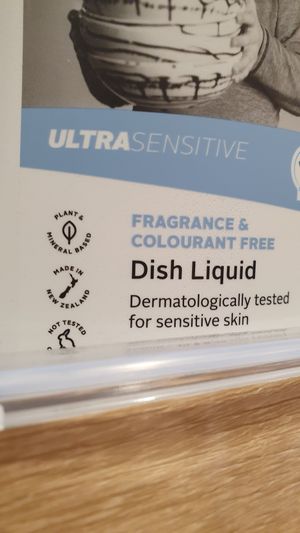 ULTRASENSITIVE
PLANT &
MINERAL BASED
FRAGRANCE &
COLOURANT FREE
MADE IN
NEW ZEALAND
Dish Liquid
Dermatologically tested
for sensitive skin
NOT TESTED